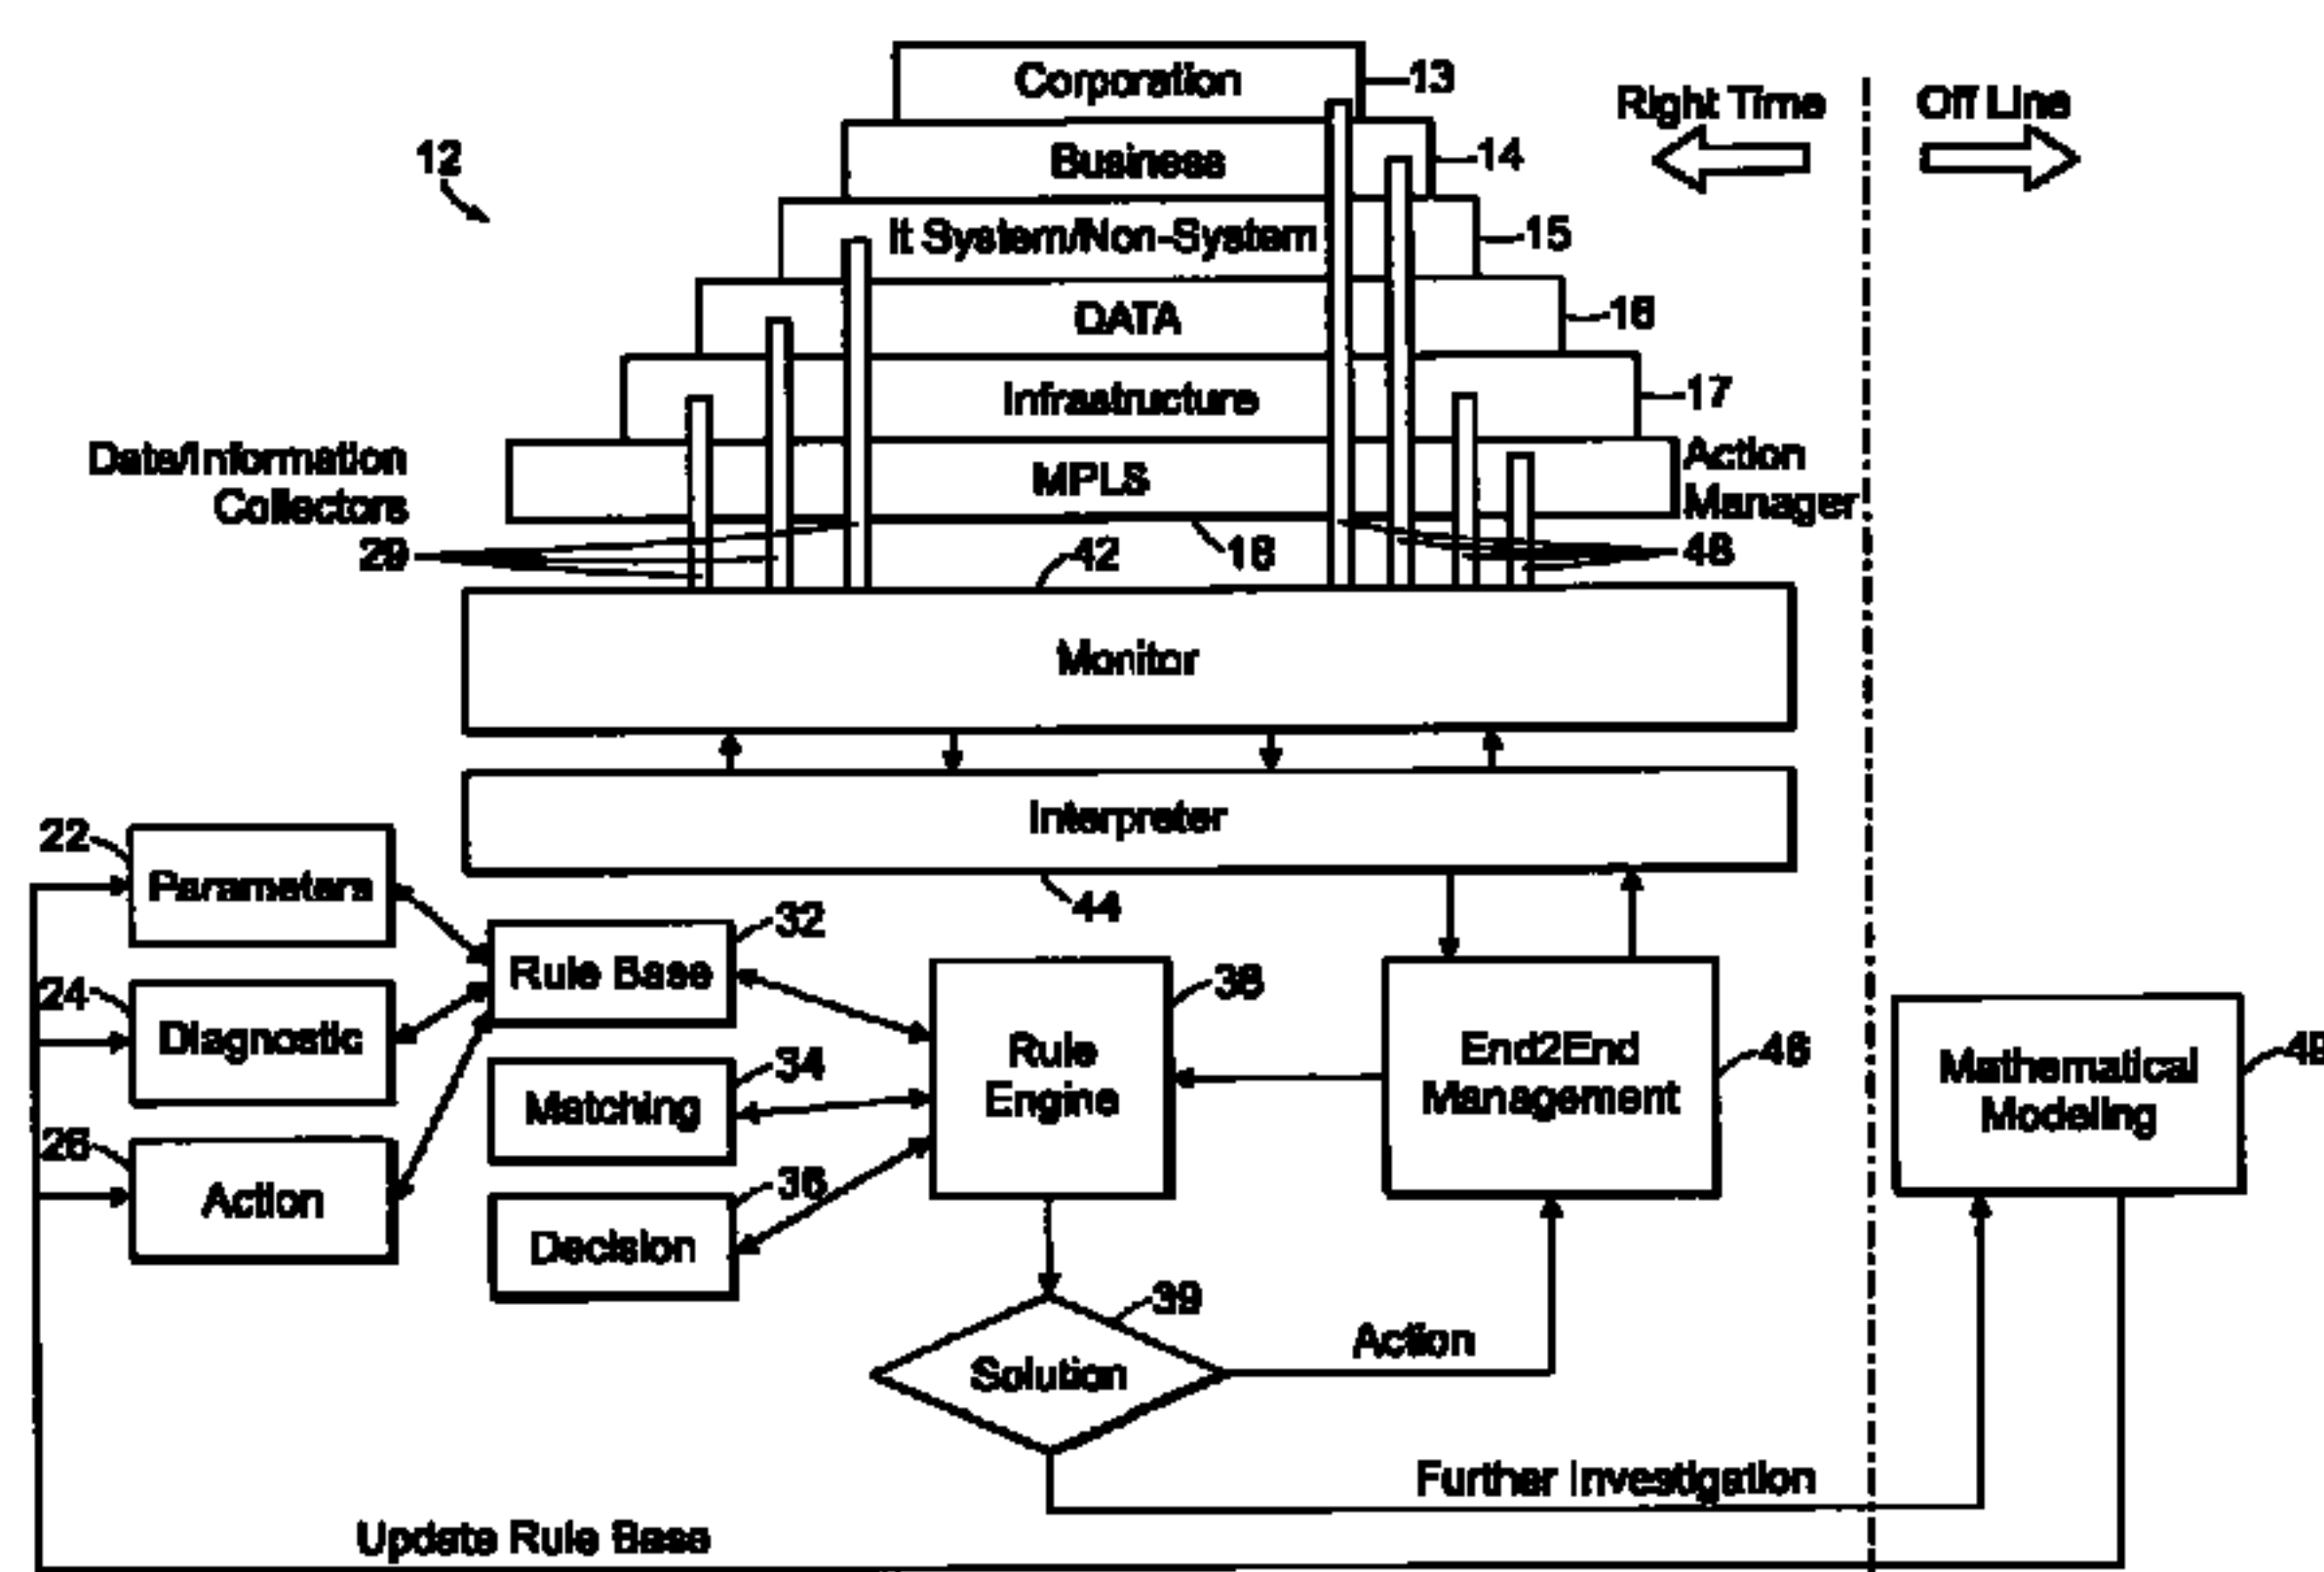 Corporation
13
Right Time
Off Line
12
Business
14
It System/Non-System
15
DATA
16
Infrastructure
17
Data/Information
Collectors
29
MPLS
Action
Manager
18
42
48
Monitor
Interpreter
44
22
Parameters
32
Rule Base
24
Diagnostic
38
Rule
Engine
End2End
Management
46
Mathematical
Modelling
49
34
Matching
26
Action
36
Decision
39
Solution
Action
Further Investigation
Update Rule Base